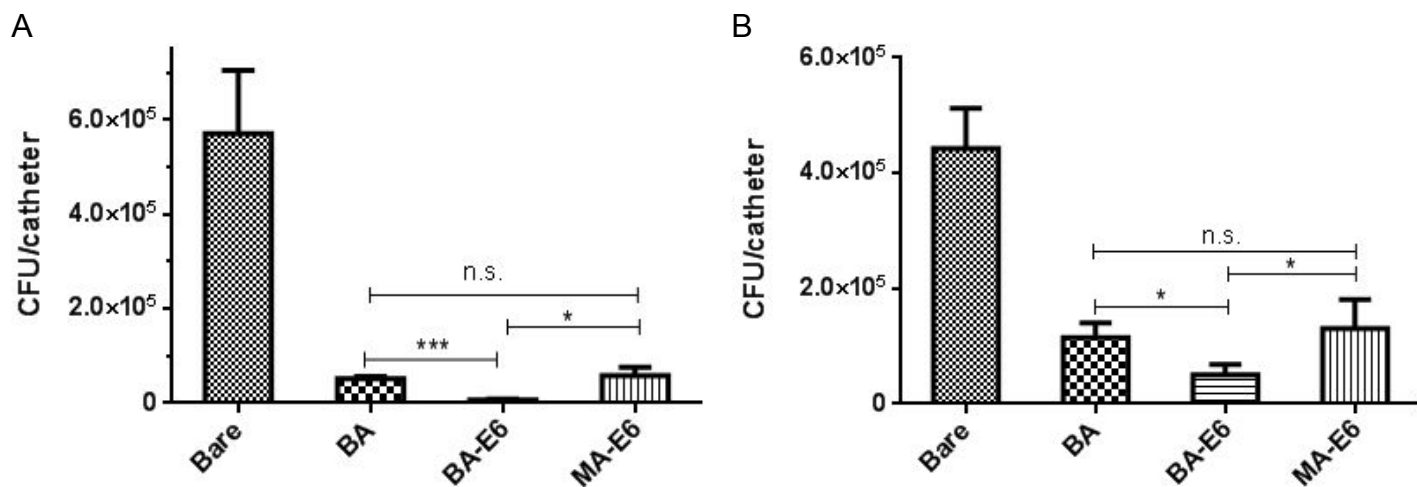 A
CFU/catheter
6.0×10⁵
4.0×10⁵
2.0×10⁵
0
n.s.
*
***
Bare
BA
BA-E6
MA-E6
B
CFU/catheter
6.0×10⁵
4.0×10⁵
2.0×10⁵
0
n.s.
*
*
Bare
BA
BA-E6
MA-E6